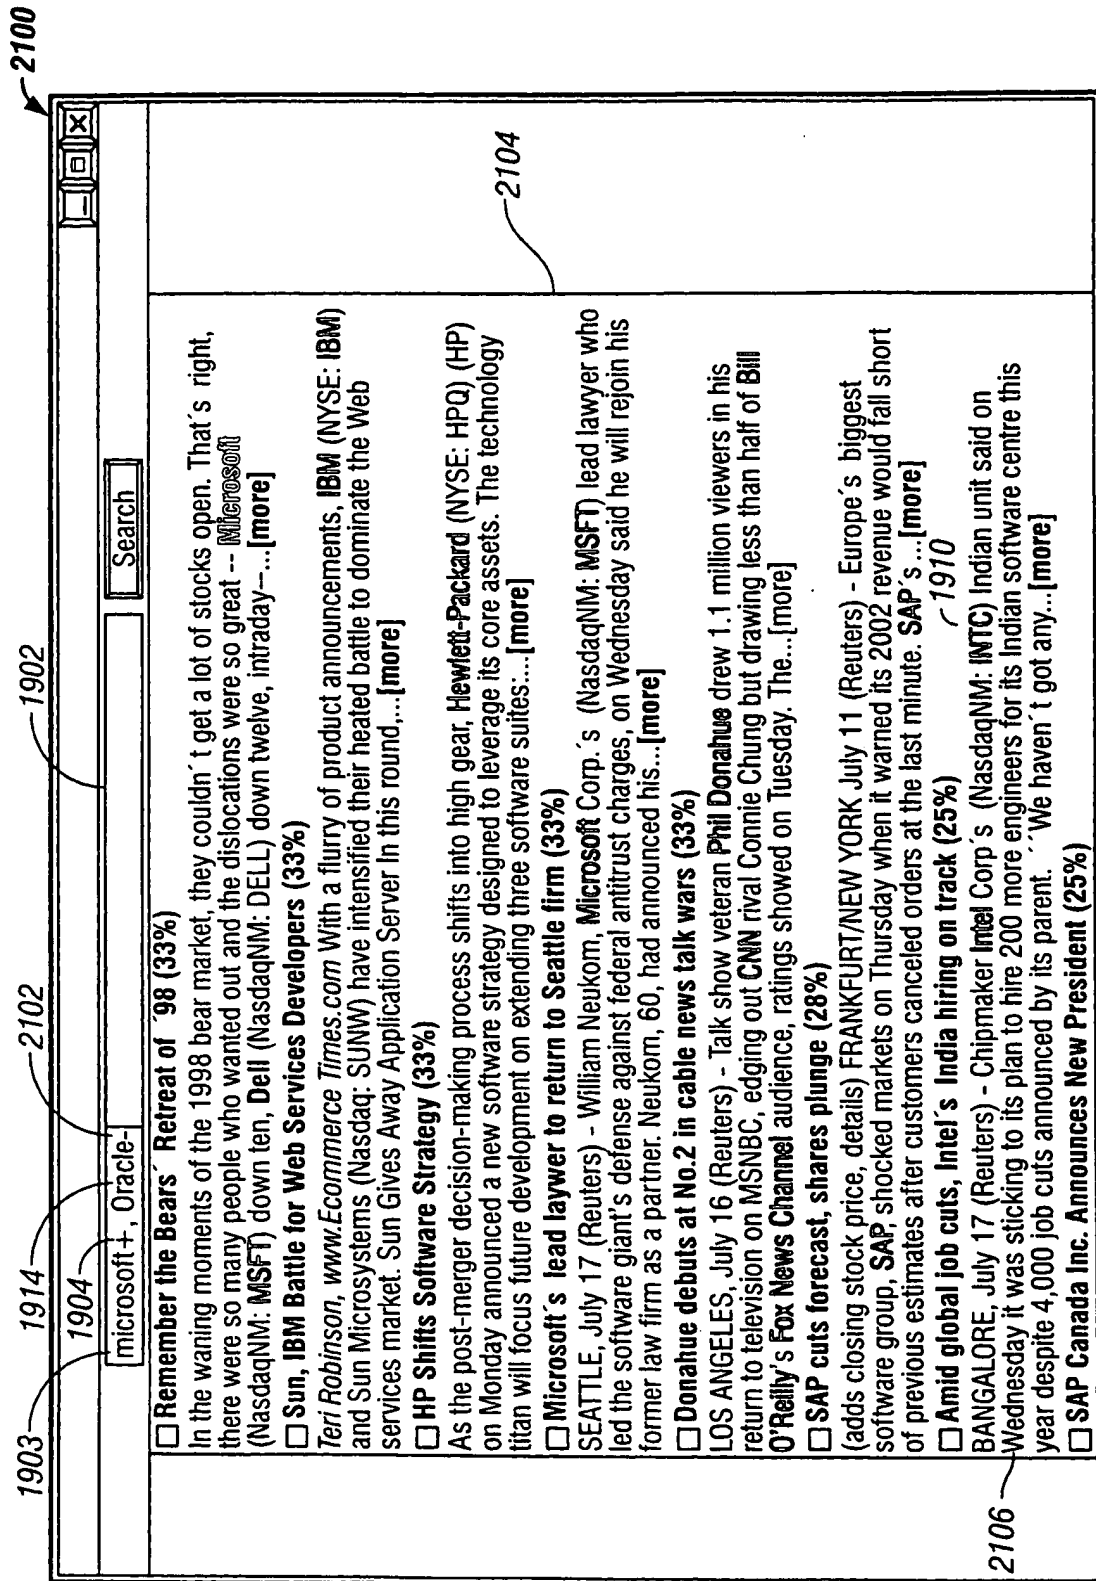 2100
1903
1904
1914
2102
1902
microsoft+, Oracle-
Search
☐ Remember the Bears´ Retreat of ´98 (33%)
In the waning moments of the 1998 bear market, they couldn´t get a lot of stocks open. That´s right,
there were so many people who wanted out and the dislocations were so great -- Microsoft
(NasdaqNM: MSFT) down ten, Dell (NasdaqNM: DELL) down twelve, intraday--...[more]
☐ Sun, IBM Battle for Web Services Developers (33%)
Teri Robinson, www.Ecommerce Times.com With a flurry of product announcements, IBM (NYSE: IBM)
and Sun Microsystems (Nasdaq: SUNW) have intensified their heated battle to dominate the Web
services market. Sun Gives Away Application Server In this round,...[more]
☐ HP Shifts Software Strategy (33%)
As the post-merger decision-making process shifts into high gear, Hewlett-Packard (NYSE: HPQ) (HP)
on Monday announced a new software strategy designed to leverage its core assets. The technology
titan will focus future development on extending three software suites:...[more]
☐ Microsoft´s lead laywer to return to Seattle firm (33%)
SEATTLE, July 17 (Reuters) - William Neukom, Microsoft Corp.´s (NasdaqNM: MSFT) lead lawyer who
led the software giant´s defense against federal antitrust charges, on Wednesday said he will rejoin his
former law firm as a partner. Neukom, 60, had announced his...[more]
☐ Donahue debuts at No.2 in cable news talk wars (33%)
LOS ANGELES, July 16 (Reuters) - Talk show veteran Phil Donahue drew 1.1 million viewers in his
return to television on MSNBC, edging out CNN rival Connie Chung but drawing less than half of Bill
O'Reilly's Fox News Channel audience, ratings showed on Tuesday. The...[more]
☐ SAP cuts forecast, shares plunge (28%)
(adds closing stock price, details) FRANKFURT/NEW YORK July 11 (Reuters) - Europe´s biggest
software group, SAP, shocked markets on Thursday when it warned its 2002 revenue would fall short
of previous estimates after customers canceled orders at the last minute. SAP´s ...[more]
☐ Amid global job cuts, Intel´s India hiring on track (25%)
BANGALORE, July 17 (Reuters) - Chipmaker Intel Corp´s (NasdaqNM: INTC) Indian unit said on
Wednesday it was sticking to its plan to hire 200 more engineers for its Indian software centre this
year despite 4,000 job cuts announced by its parent. ´´We haven´t got any...[more]
☐ SAP Canada Inc. Announces New President (25%)
2104
1910
2106